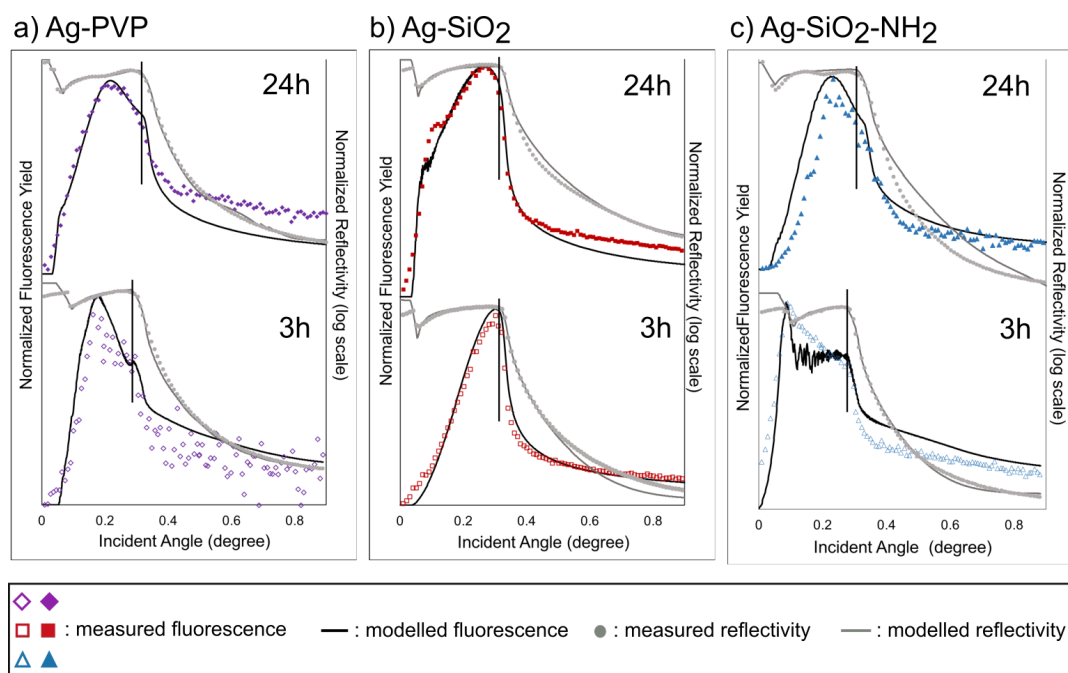 a) Ag-PVP
b) Ag-SiO2
c) Ag-SiO2-NH2
24h
24h
24h
3h
3h
3h
Normalized Fluorescence Yield
Normalized Reflectivity (log scale)
Normalized Fluorescence Yield
Normalized Reflectivity (log scale)
NormalizedFluorescence Yield
Normalized Reflectivity (log scale)
0 0.2 0.4 0.6 0.8
0 0.2 0.4 0.6 0.8
0 0.2 0.4 0.6 0.8
Incident Angle (degree)
Incident Angle (degree)
Incident Angle (degree)
: measured fluorescence : modelled fluorescence : measured reflectivity : modelled reflectivity